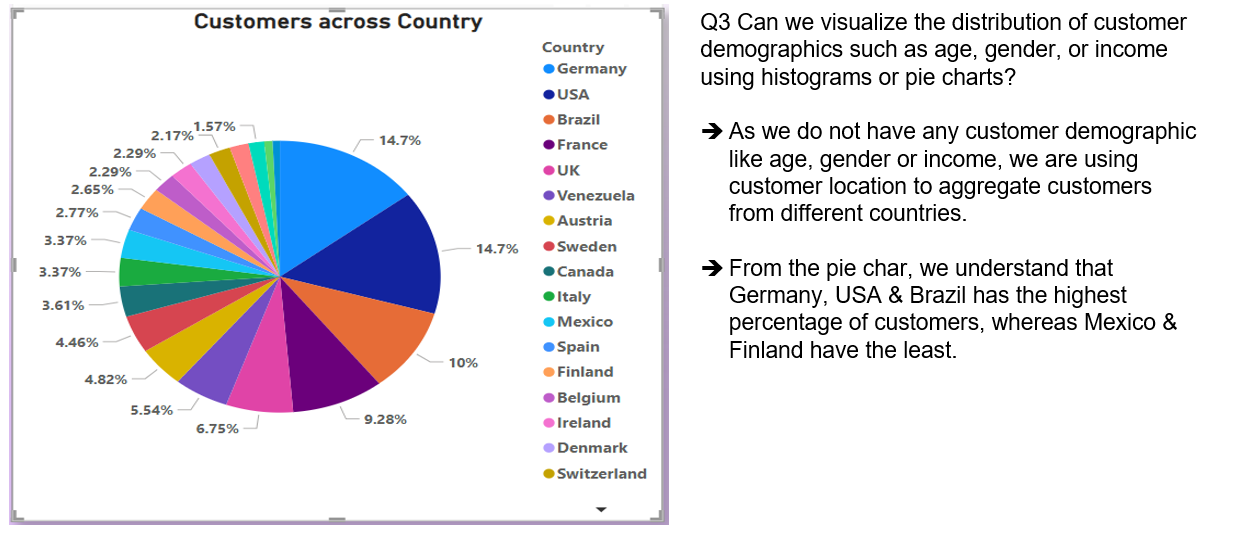 Customers across Country
Country
Germany
USA
Brazil
France
UK
Venezuela
Austria
Sweden
Canada
Italy
Mexico
Spain
Finland
Belgium
Ireland
Denmark
Switzerland
14.7%
14.7%
10%
9.28%
6.75%
5.54%
4.82%
4.46%
3.61%
3.37%
3.37%
2.77%
2.65%
2.29%
2.29%
2.17%
1.57%
Q3 Can we visualize the distribution of customer
demographics such as age, gender, or income
using histograms or pie charts?
➔ As we do not have any customer demographic
like age, gender or income, we are using
customer location to aggregate customers
from different countries.
➔ From the pie char, we understand that
Germany, USA & Brazil has the highest
percentage of customers, whereas Mexico &
Finland have the least.